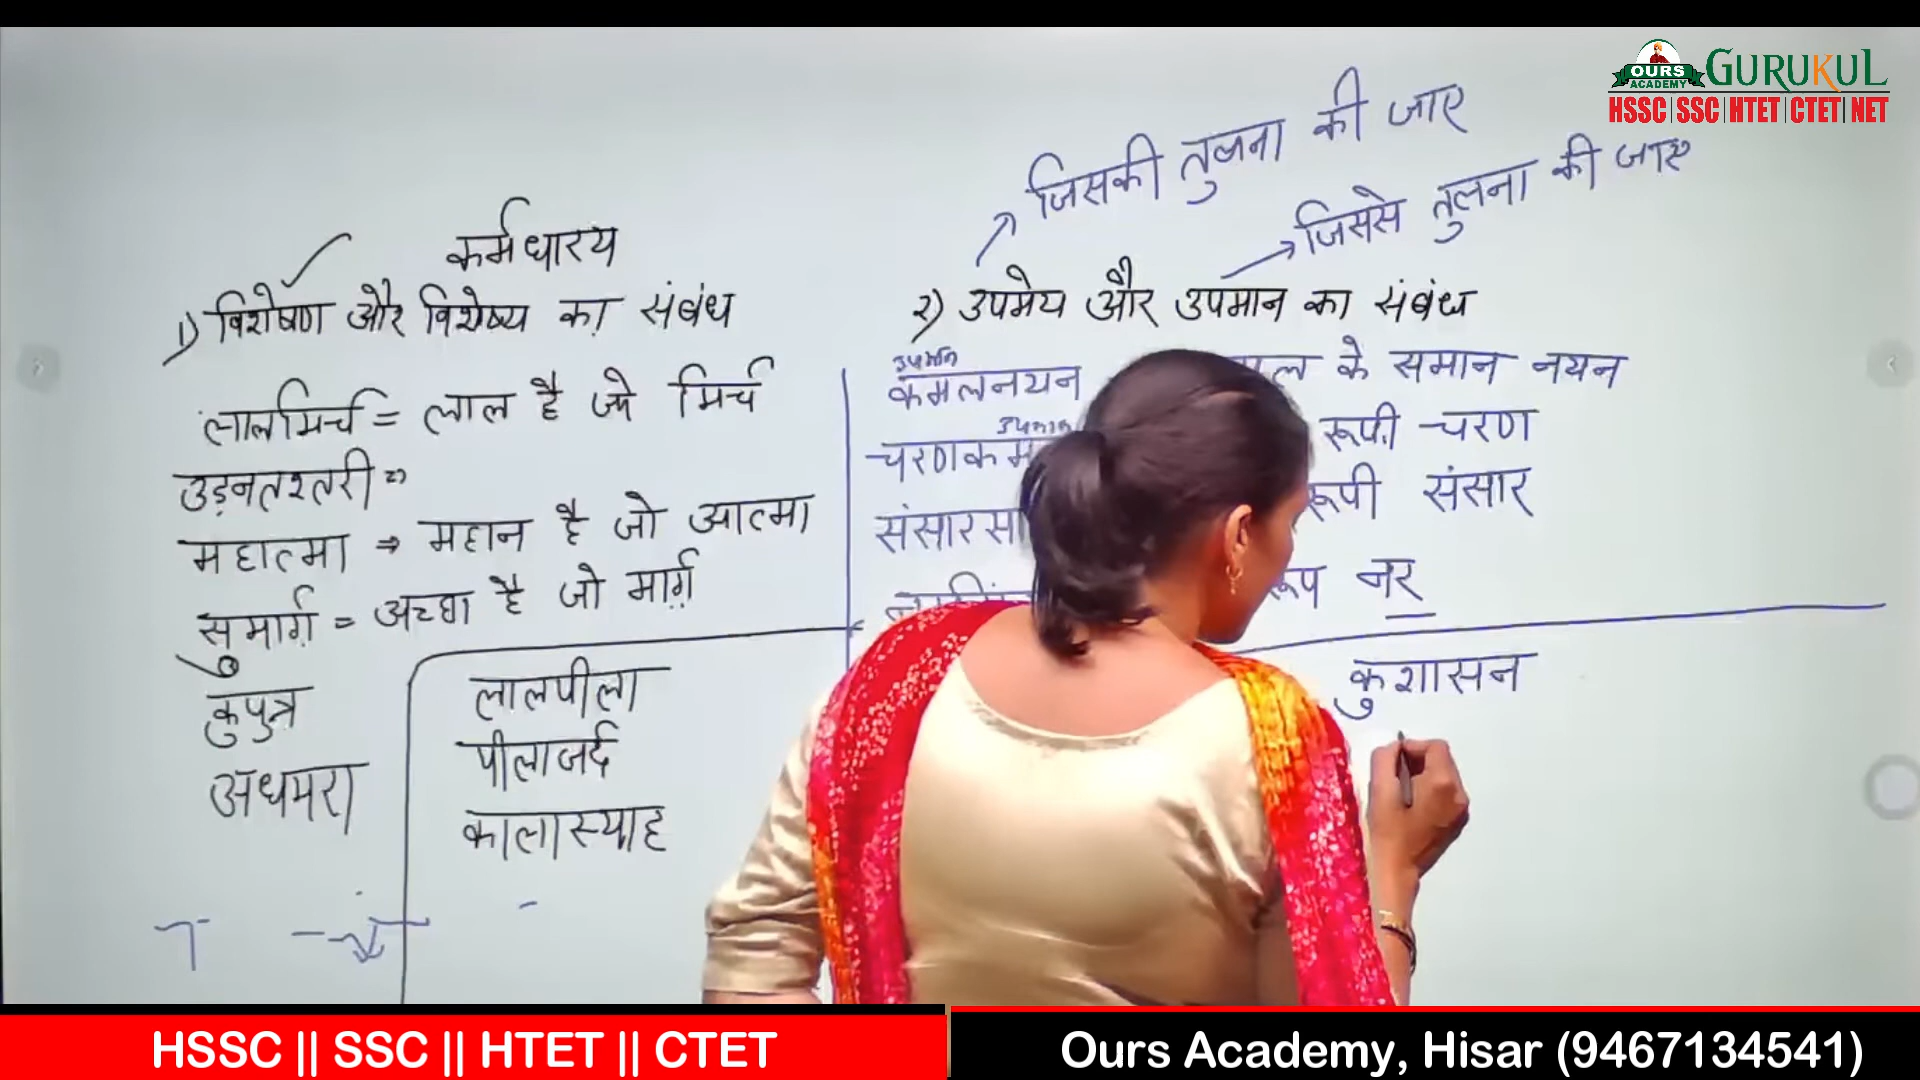 OURS
ACADEMY
GURUKUL
HSSC | SSC | HTET | CTET | NET
जिसकी तुलना की जाए
जिससे तुलना की जाए
कर्मधारय
1) विशेषण और विशेष्य का संबंध
लालमिर्च = लाल है जो मिर्च
उड़नतश्तरी =
महात्मा ⇒ महान है जो आत्मा
सुमार्ग = अच्छा है जो मार्ग
कुपुत्र
अधमरा
लालपीला
पीलाजर्द
कालास्याह
२) उपमेय और उपमान का संबंध
उपमान
कमलनयन के समान नयन
उपमान
चरणकम रूपी चरण
संसारसा रूपी संसार
रूप नर
कुशासन
HSSC || SSC || HTET || CTET
Ours Academy, Hisar (9467134541)